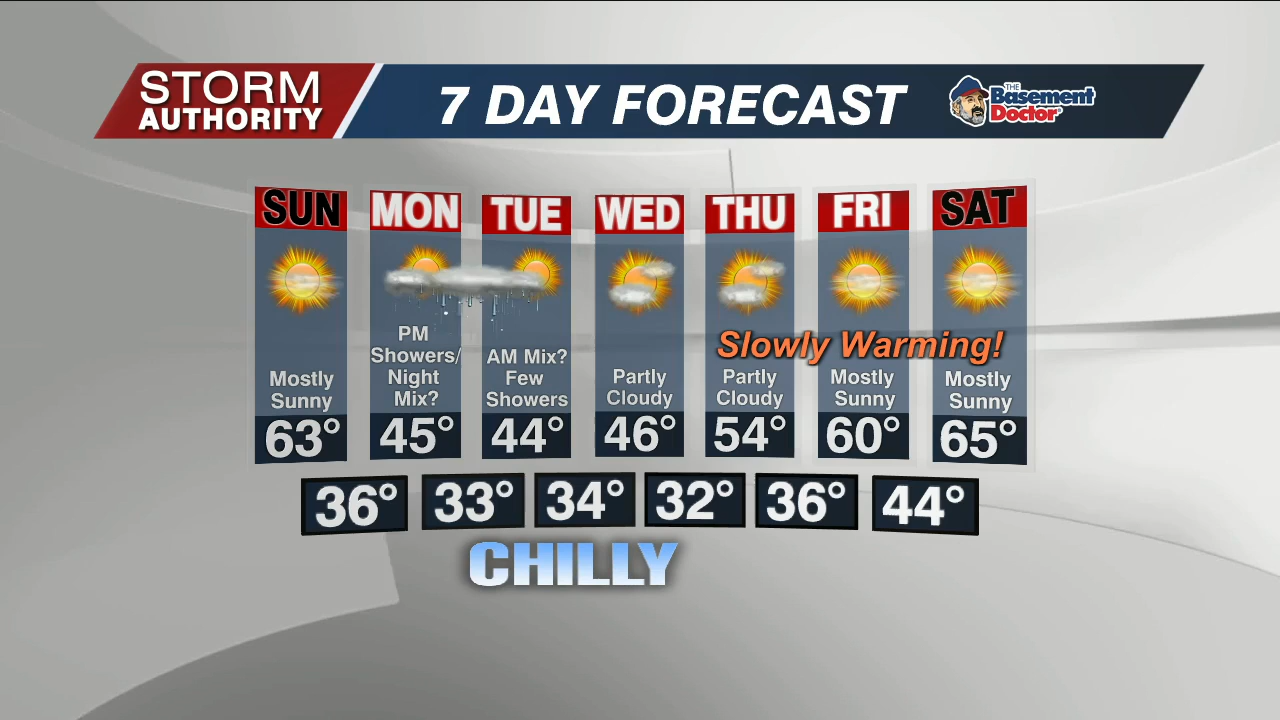 STORM
AUTHORITY
7 DAY FORECAST
THE
Basement
Doctor
SUN
MON
TUE
WED
THU
FRI
SAT
Mostly
Sunny
PM
Showers/
Night
Mix?
AM Mix?
Few
Showers
Partly
Cloudy
Slowly Warming!
Partly
Cloudy
Mostly
Sunny
Mostly
Sunny
63°
45°
44°
46°
54°
60°
65°
36°
33°
34°
32°
36°
44°
CHILLY